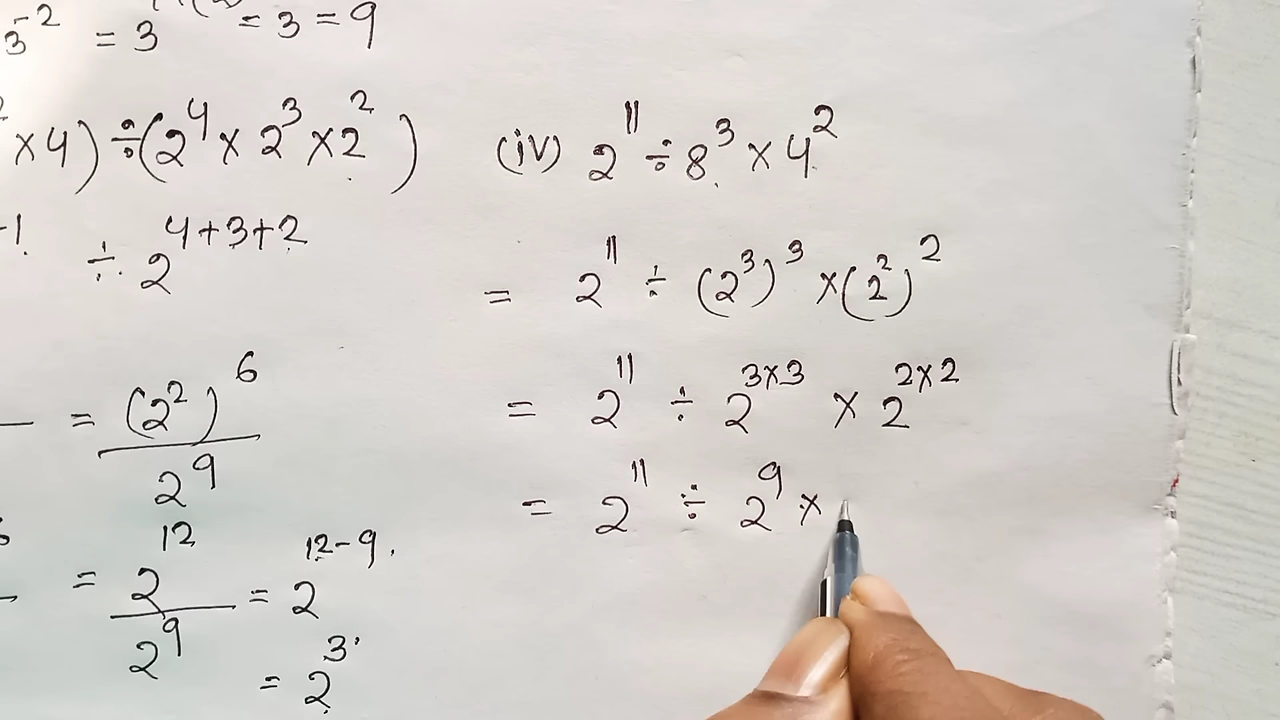 3⁻² = 3 = 3 = 9
×4) ÷ (2⁴ × 2³ × 2²)
-1 ÷ 2⁴⁺³⁺²
= (2²)⁶ / 2⁹
= 2¹² / 2⁹ = 2¹²⁻⁹
= 2³
(iv) 2¹¹ ÷ 8³ × 4²
= 2¹¹ ÷ (2³)³ × (2²)²
= 2¹¹ ÷ 2³ˣ³ × 2²ˣ²
= 2¹¹ ÷ 2⁹ ×